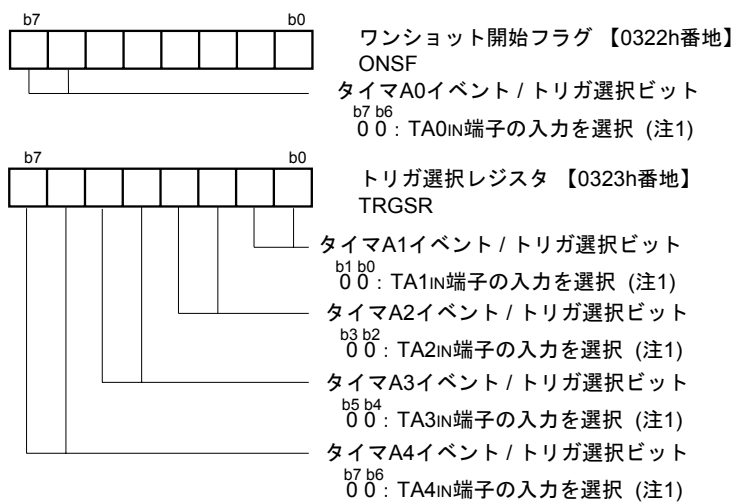 b7 b0
ワンショット開始フラグ 【0322h番地】
ONSF
タイマA0イベント / トリガ選択ビット
b7 b6
0 0 : TA0IN端子の入力を選択 (注1)
b7 b0
トリガ選択レジスタ 【0323h番地】
TRGSR
タイマA1イベント / トリガ選択ビット
b1 b0
0 0 : TA1IN端子の入力を選択 (注1)
タイマA2イベント / トリガ選択ビット
b3 b2
0 0 : TA2IN端子の入力を選択 (注1)
タイマA3イベント / トリガ選択ビット
b5 b4
0 0 : TA3IN端子の入力を選択 (注1)
タイマA4イベント / トリガ選択ビット
b7 b6
0 0 : TA4IN端子の入力を選択 (注1)